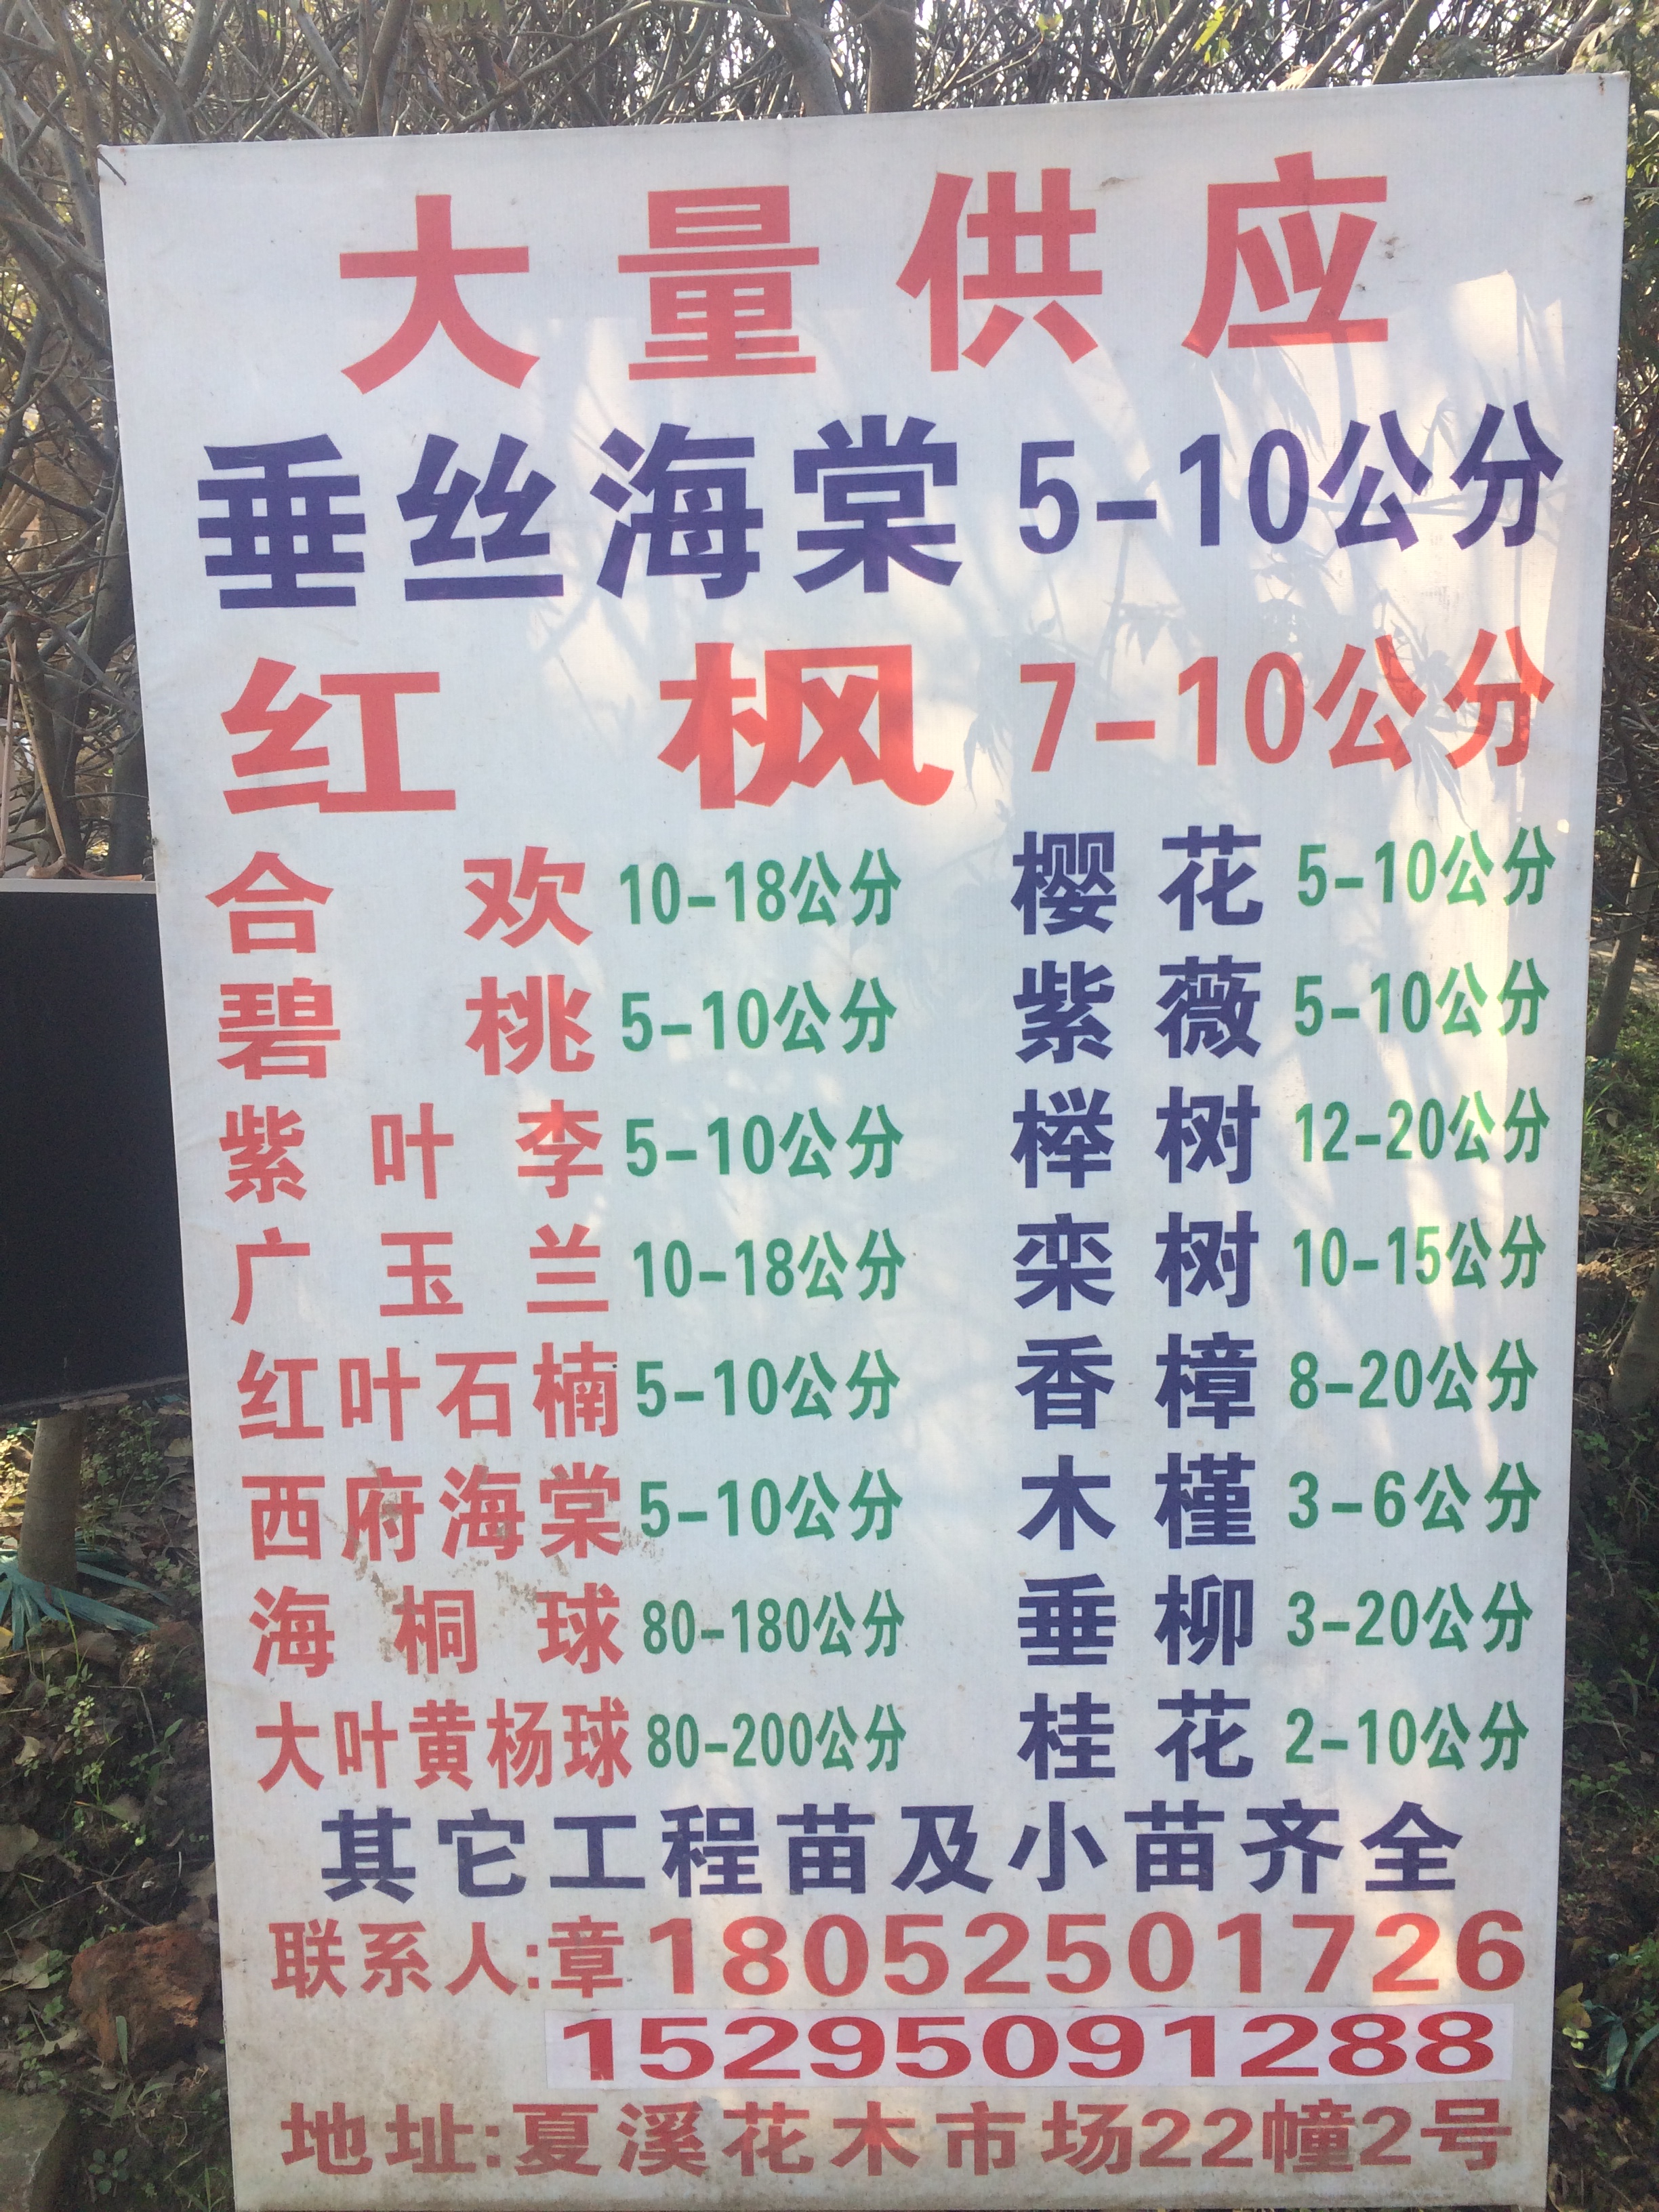 大量供应
垂丝海棠 5-10公分
红枫 7-10公分
合欢 10-18公分 樱花 5-10公分
碧桃 5-10公分 紫薇 5-10公分
紫叶李 5-10公分 榉树 12-20公分
广玉兰 10-18公分 栾树 10-15公分
红叶石楠 5-10公分 香樟 8-20公分
西府海棠 5-10公分 木槿 3-6公分
海桐球 80-180公分 垂柳 3-20公分
大叶黄杨球 80-200公分 桂花 2-10公分
其它工程苗及小苗齐全
联系人:章 18052501726
15295091288
地址:夏溪花木市场22幢2号